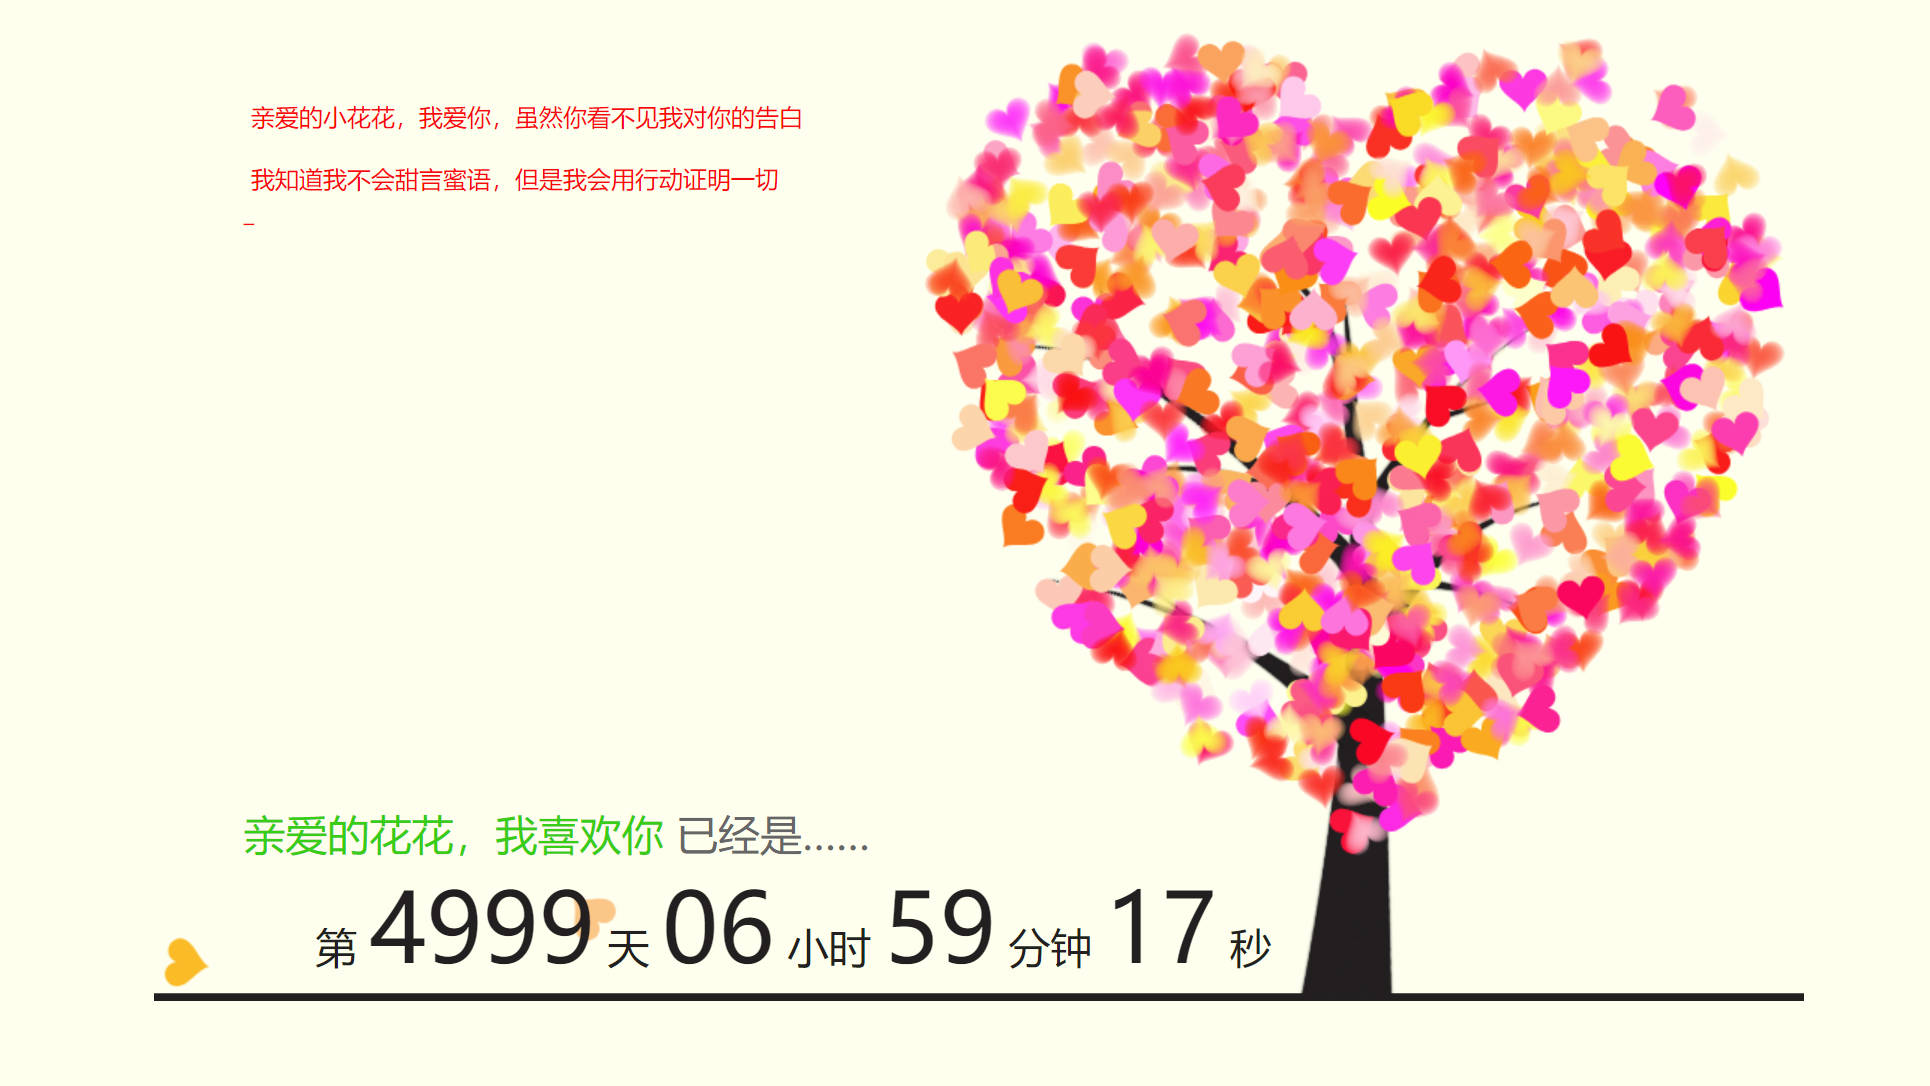 亲爱的小花花，我爱你，虽然你看不见我对你的告白
我知道我不会甜言蜜语，但是我会用行动证明一切
_
亲爱的花花，我喜欢你 已经是……
第 4999 天 06 小时 59 分钟 17 秒